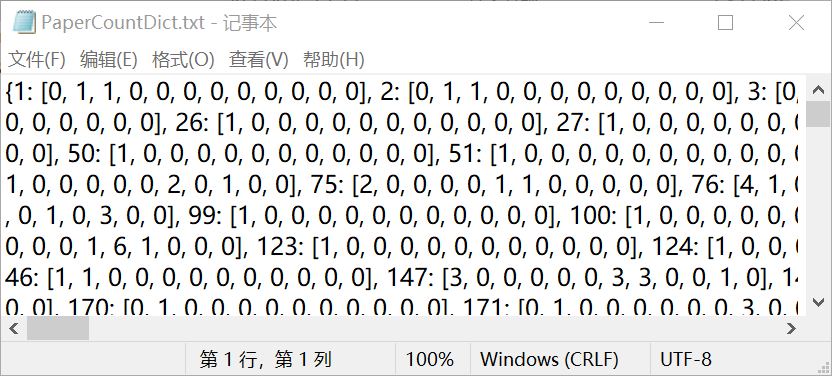 PaperCountDict.txt - 记事本
文件(F) 编辑(E) 格式(O) 查看(V) 帮助(H)
{1: [0, 1, 1, 0, 0, 0, 0, 0, 0, 0, 0, 0], 2: [0, 1, 1, 0, 0, 0, 0, 0, 0, 0, 0, 0], 3: [0,
0, 0, 0, 0, 0, 0], 26: [1, 0, 0, 0, 0, 0, 0, 0, 0, 0, 0, 0], 27: [1, 0, 0, 0, 0, 0, 0,
0, 0], 50: [1, 0, 0, 0, 0, 0, 0, 0, 0, 0, 0, 0], 51: [1, 0, 0, 0, 0, 0, 0, 0, 0, 0, 0
1, 0, 0, 0, 0, 0, 2, 0, 1, 0, 0], 75: [2, 0, 0, 0, 0, 1, 1, 0, 0, 0, 0, 0], 76: [4, 1, 0
, 0, 1, 0, 3, 0, 0], 99: [1, 0, 0, 0, 0, 0, 0, 0, 0, 0, 0, 0], 100: [1, 0, 0, 0, 0, 0, 0
0, 0, 0, 1, 6, 1, 0, 0, 0], 123: [1, 0, 0, 0, 0, 0, 0, 0, 0, 0, 0, 0], 124: [1, 0, 0, 0
46: [1, 1, 0, 0, 0, 0, 0, 0, 0, 0, 0, 0], 147: [3, 0, 0, 0, 0, 0, 3, 3, 0, 0, 1, 0], 14
0, 0], 170: [0, 1, 0, 0, 0, 0, 0, 0, 0, 0, 0, 0], 171: [0, 1, 0, 0, 0, 0, 0, 0, 3, 0, 0
第 1 行，第 1 列 100% Windows (CRLF) UTF-8